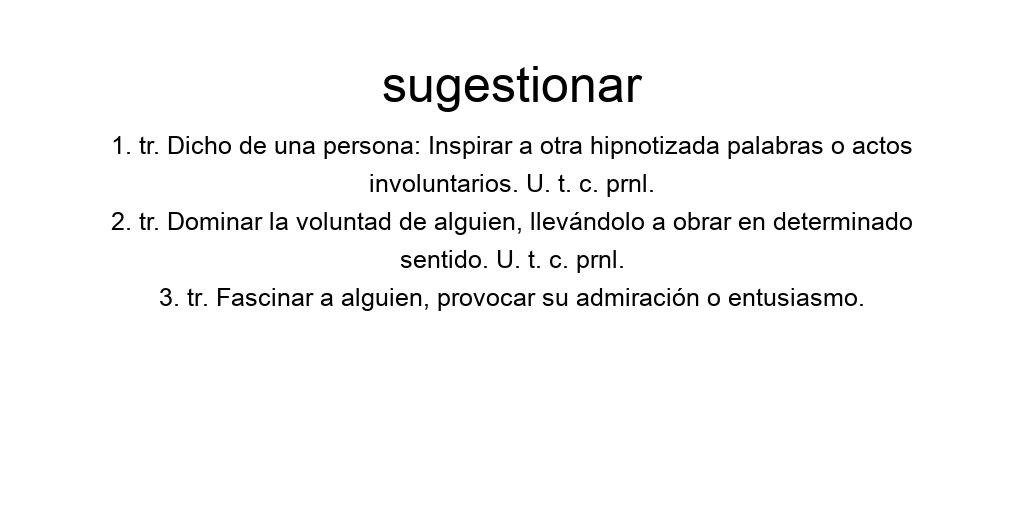 sugestionar
1. tr. Dicho de una persona: Inspirar a otra hipnotizada palabras o actos
involuntarios. U. t. c. prnl.
2. tr. Dominar la voluntad de alguien, llevándolo a obrar en determinado
sentido. U. t. c. prnl.
3. tr. Fascinar a alguien, provocar su admiración o entusiasmo.